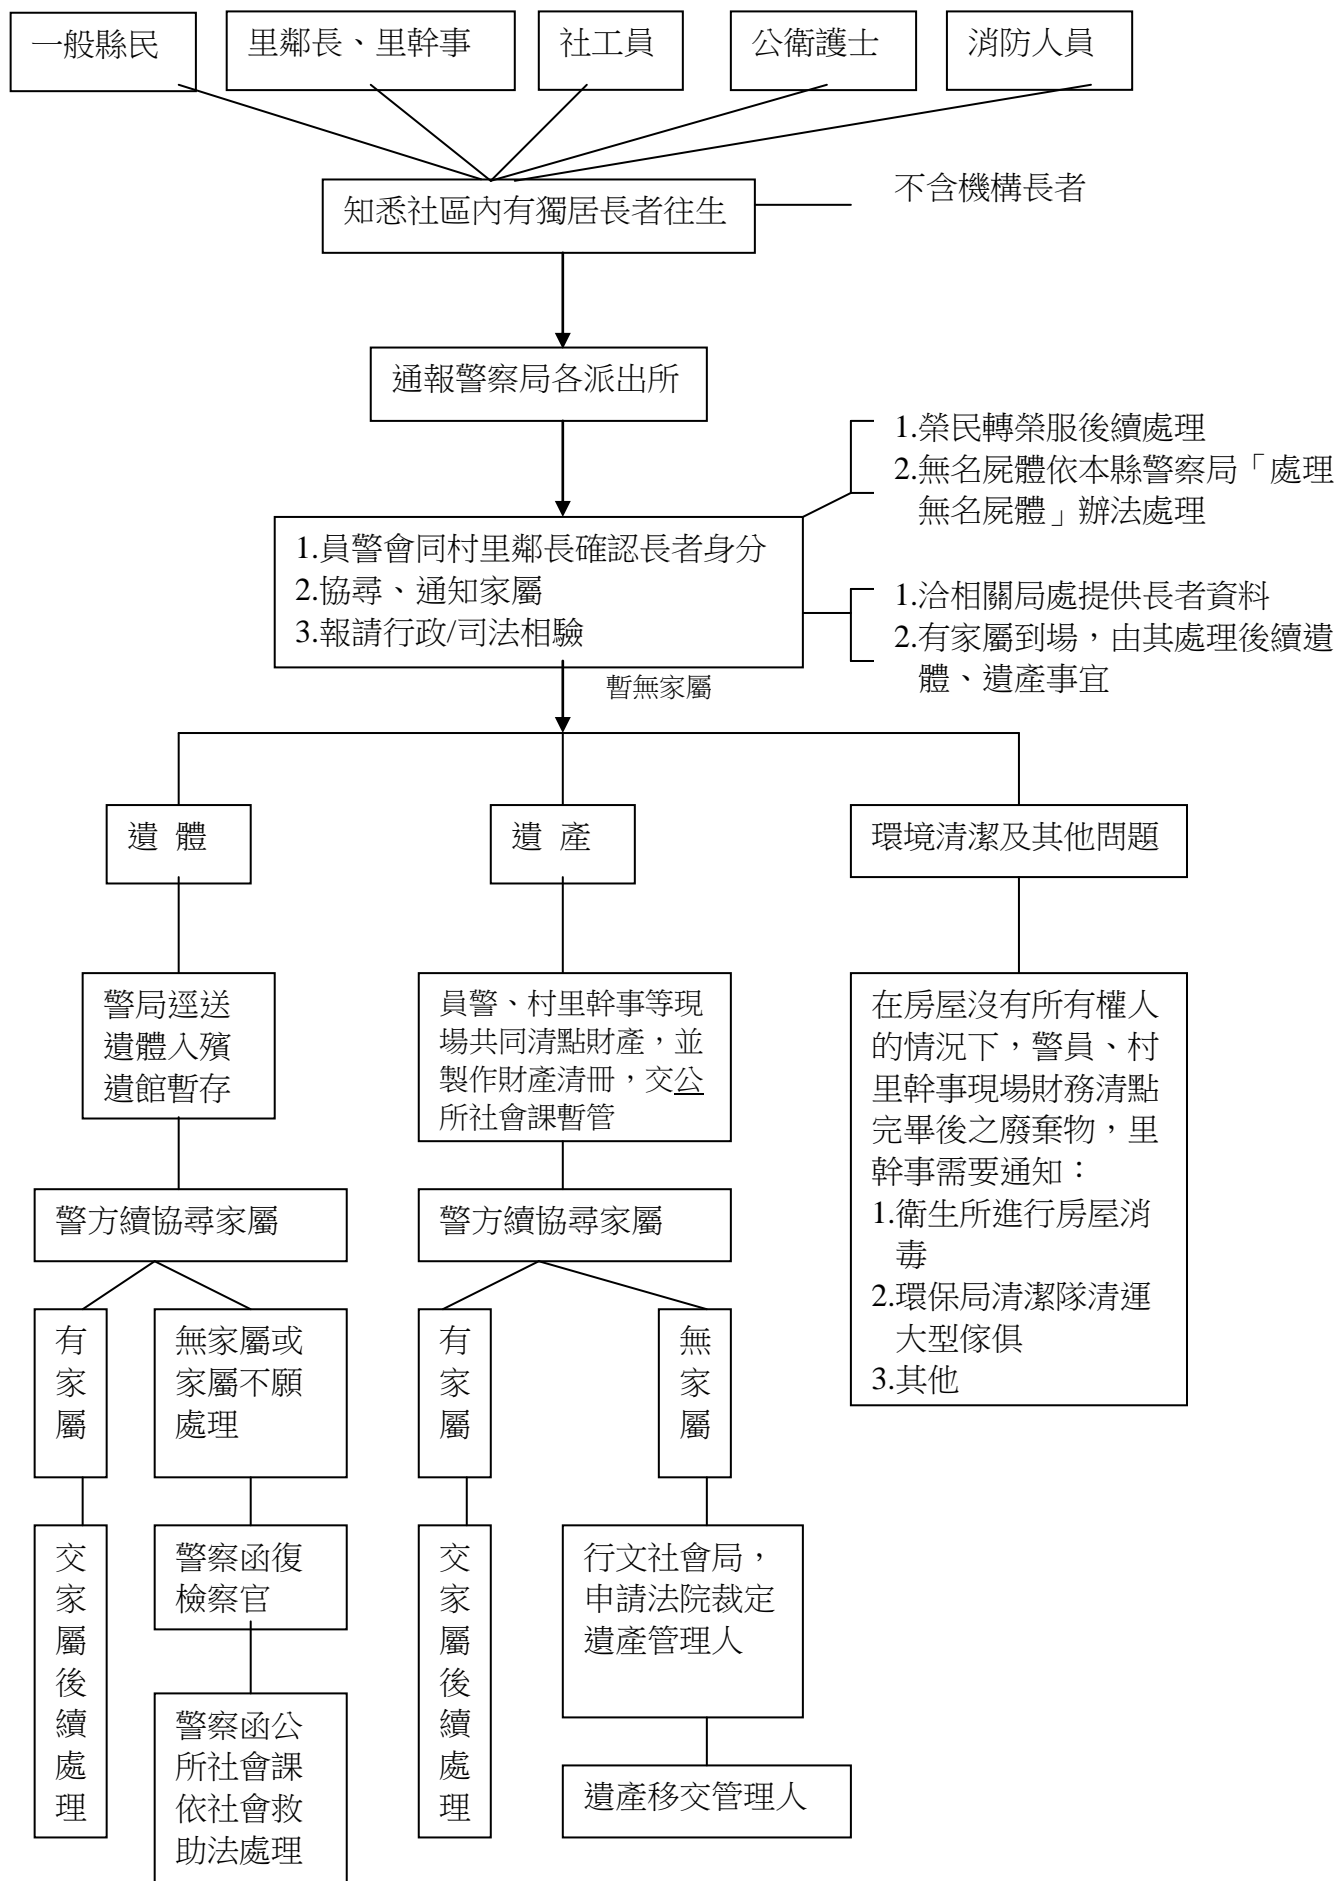 一般縣民
里鄰長、里幹事
社工員
公衛護士
消防人員
知悉社區內有獨居長者往生
不含機構長者
通報警察局各派出所
1.榮民轉榮服後續處理
2.無名屍體依本縣警察局「處理
無名屍體」辦法處理
1.員警會同村里鄰長確認長者身分
2.協尋、通知家屬
3.報請行政/司法相驗
1.洽相關局處提供長者資料
2.有家屬到場，由其處理後續遺
體、遺產事宜
暫無家屬
遺 體
遺 產
環境清潔及其他問題
警局逕送
遺體入殯
遺館暫存
員警、村里幹事等現
場共同清點財產，並
製作財產清冊，交公
所社會課暫管
在房屋沒有所有權人
的情況下，警員、村
里幹事現場財務清點
完畢後之廢棄物，里
幹事需要通知：
1.衛生所進行房屋消
毒
2.環保局清潔隊清運
大型傢俱
3.其他
警方續協尋家屬
警方續協尋家屬
有家屬
無家屬或
家屬不願
處理
有家屬
無家屬
交家屬後續處理
警察函復
檢察官
交家屬後續處理
行文社會局，
申請法院裁定
遺產管理人
警察函公
所社會課
依社會救
助法處理
遺產移交管理人